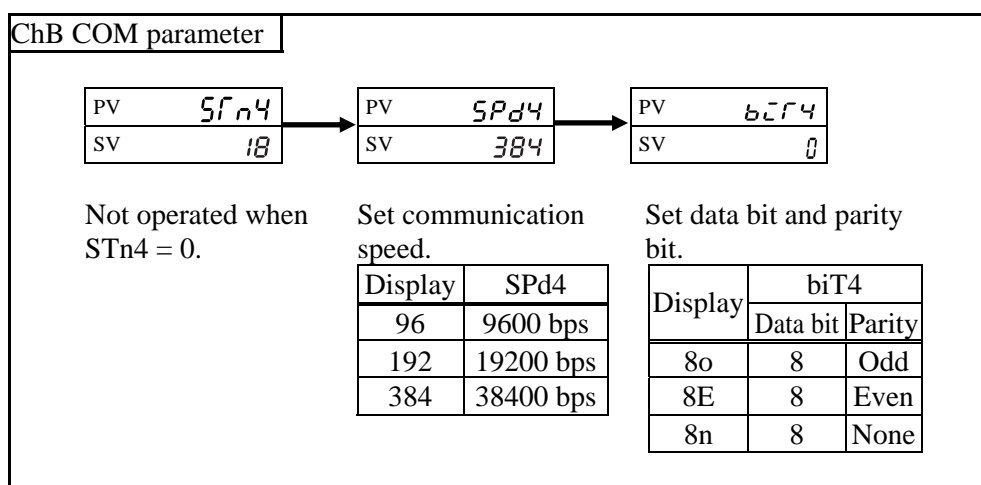 ChB COM parameter
PV STn4
SV 18
PV SPd4
SV 384
PV biT4
SV 0
Not operated when
STn4 = 0.
Set communication
speed.
Display SPd4
96 9600 bps
192 19200 bps
384 38400 bps
Set data bit and parity
bit.
Display biT4
Data bit Parity
8o 8 Odd
8E 8 Even
8n 8 None